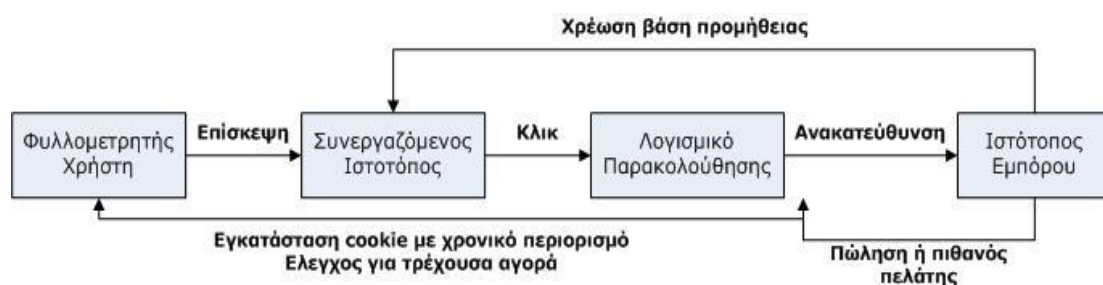 Χρέωση βάση προμήθειας
Φυλλομετρητής
Χρήστη
Επίσκεψη
Συνεργαζόμενος
Ιστοτόπος
Κλικ
Λογισμικό
Παρακολούθησης
Ανακατεύθυνση
Ιστότοπος
Εμπόρου
Εγκατάσταση cookie με χρονικό περιορισμό
Ελεγχος για τρέχουσα αγορά
Πώληση ή πιθανός
πελάτης